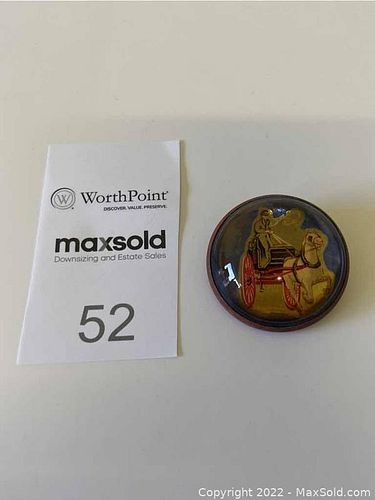 W WorthPoint®
DISCOVER. VALUE. PRESERVE.
maxsold
Downsizing and Estate Sales
52
Copyright 2022 - MaxSold.com